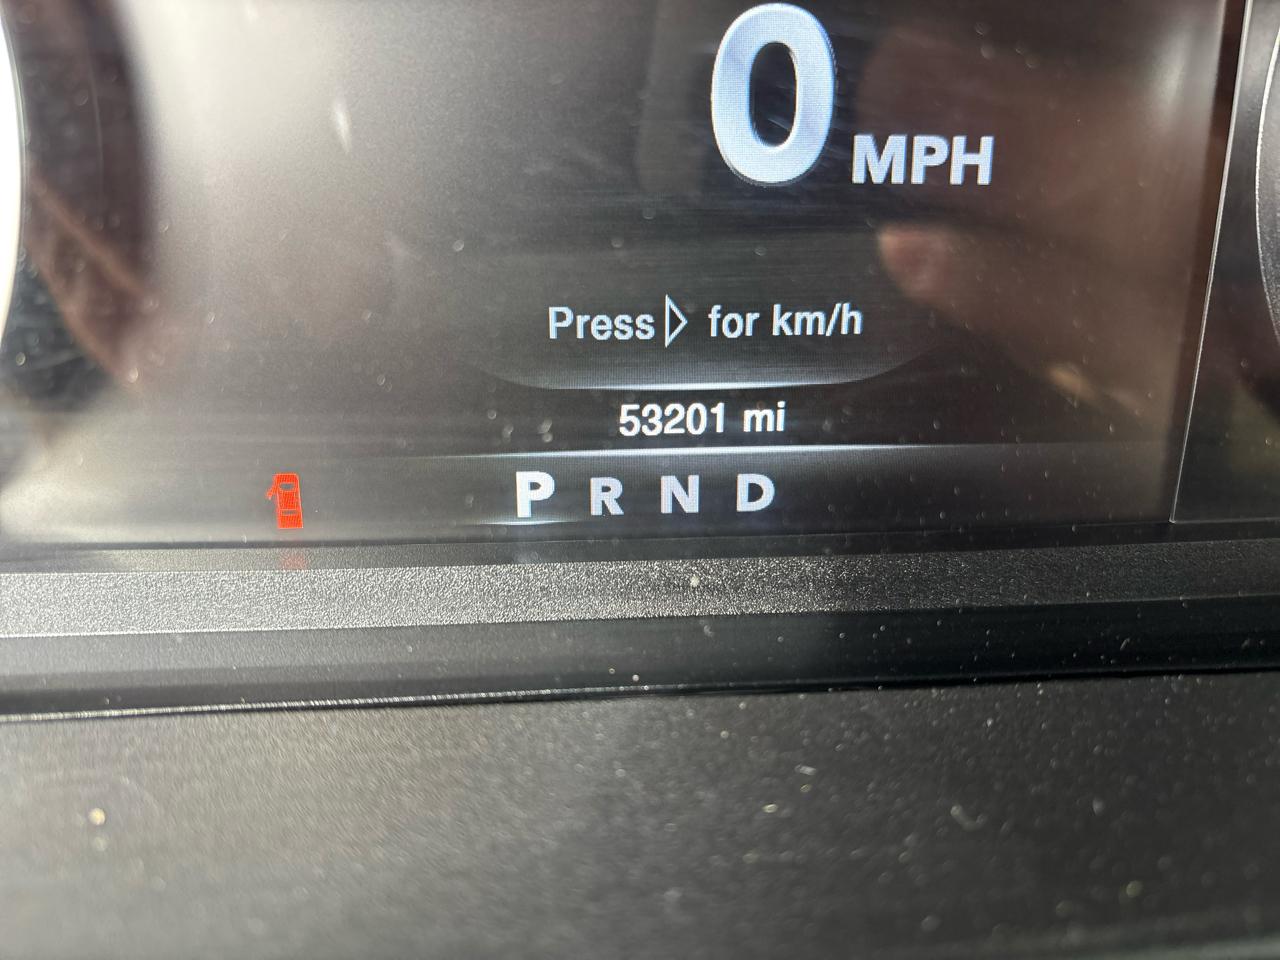 0 MPH
Press ▷ for km/h
53201 mi
P R N D